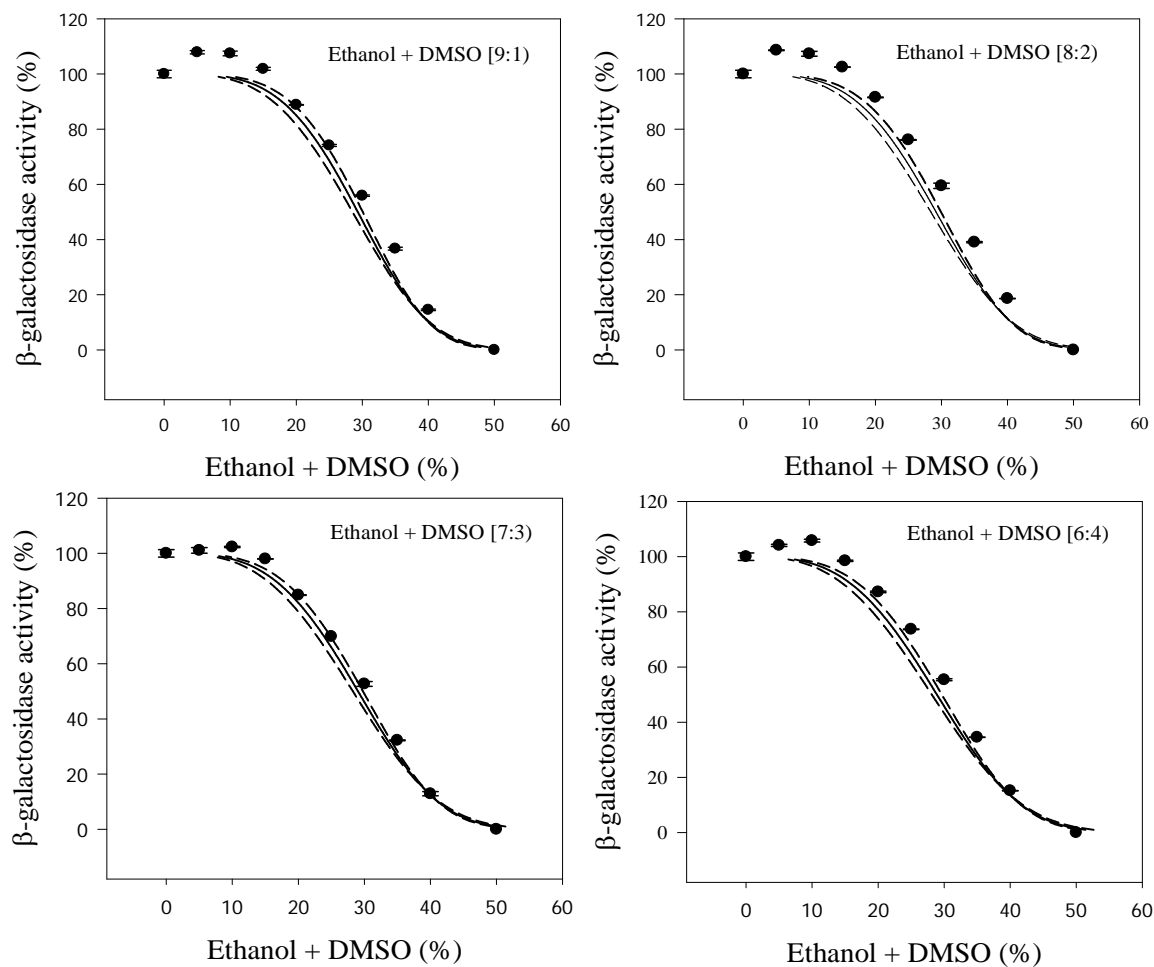 Ethanol + DMSO [9:1)
β-galactosidase activity (%)
120
100
80
60
40
20
0
0 10 20 30 40 50 60
Ethanol + DMSO (%)
Ethanol + DMSO [8:2)
β-galactosidase activity (%)
120
100
80
60
40
20
0
0 10 20 30 40 50 60
Ethanol + DMSO (%)
Ethanol + DMSO [7:3)
β-galactosidase activity (%)
120
100
80
60
40
20
0
0 10 20 30 40 50 60
Ethanol + DMSO (%)
Ethanol + DMSO [6:4)
β-galactosidase activity (%)
120
100
80
60
40
20
0
0 10 20 30 40 50 60
Ethanol + DMSO (%)